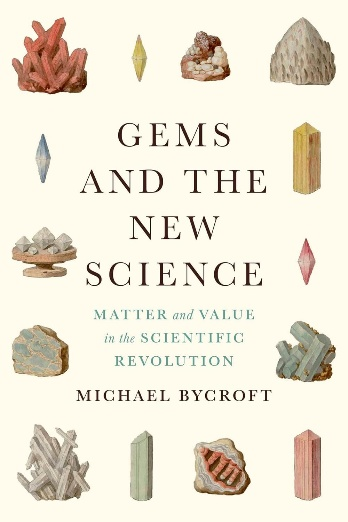 GEMS
AND THE
NEW
SCIENCE
MATTER and VALUE
in the SCIENTIFIC
REVOLUTION
MICHAEL BYCROFT